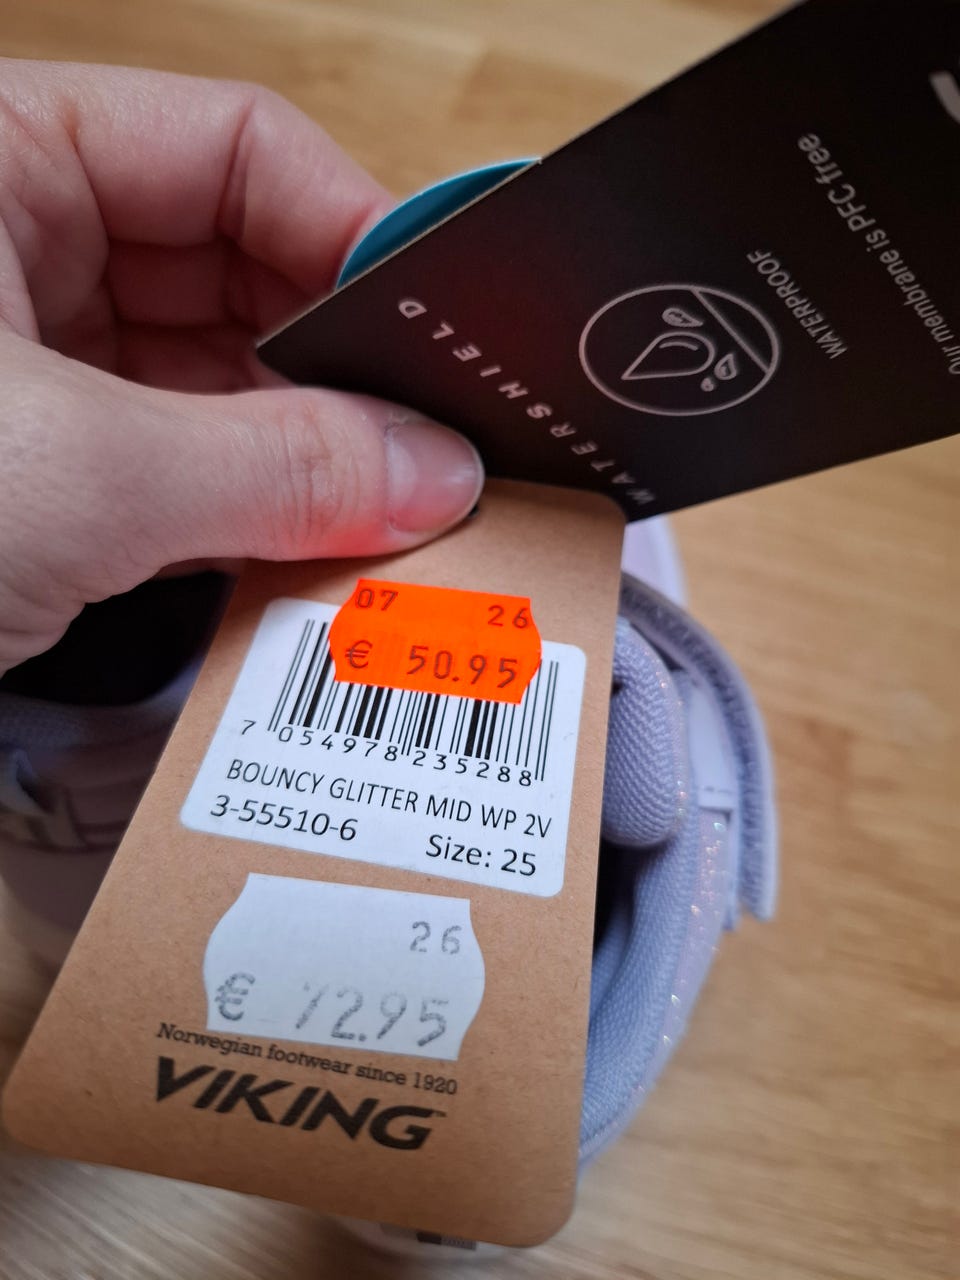 Our membrane is PFC free
WATERPROOF
WATERSHIELD
07 26
€ 50.95
7 054978 235288
BOUNCY GLITTER MID WP 2V
3-55510-6 Size: 25
26
€ 72.95
Norwegian footwear since 1920
VIKING